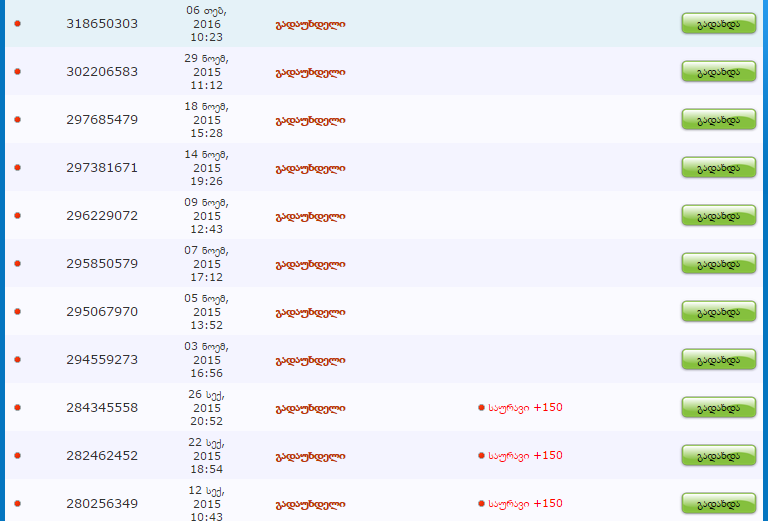 318650303 06 თებ, 2016 10:23 გადაუხდელი გადახდა
302206583 29 ნოემ, 2015 11:12 გადაუხდელი გადახდა
297685479 18 ნოემ, 2015 15:28 გადაუხდელი გადახდა
297381671 14 ნოემ, 2015 19:26 გადაუხდელი გადახდა
296229072 09 ნოემ, 2015 12:43 გადაუხდელი გადახდა
295850579 07 ნოემ, 2015 17:12 გადაუხდელი გადახდა
295067970 05 ნოემ, 2015 13:52 გადაუხდელი გადახდა
294559273 03 ნოემ, 2015 16:56 გადაუხდელი გადახდა
284345558 26 სექ, 2015 20:52 გადაუხდელი საურავი +150 გადახდა
282462452 22 სექ, 2015 18:54 გადაუხდელი საურავი +150 გადახდა
280256349 12 სექ, 2015 10:43 გადაუხდელი საურავი +150 გადახდა